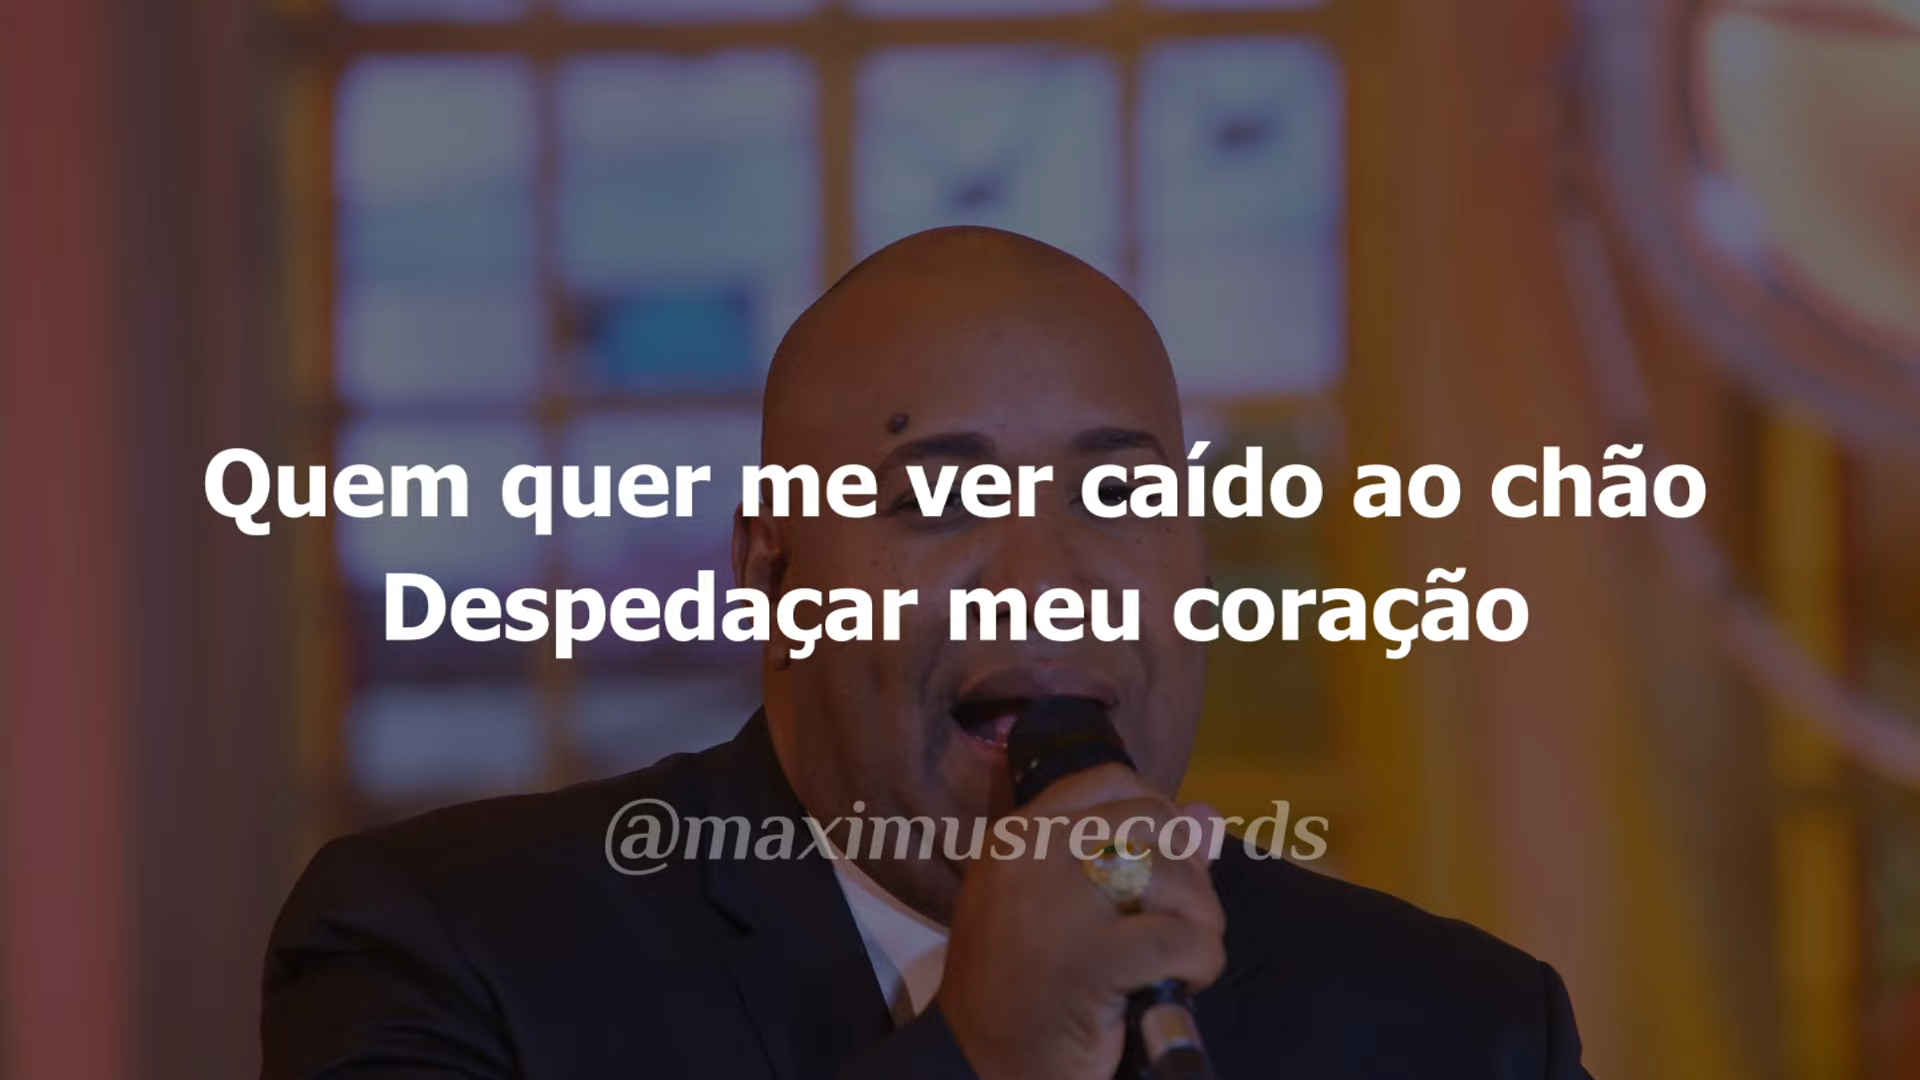 Quem quer me ver caído ao chão
Despedaçar meu coração
@maximusrecords